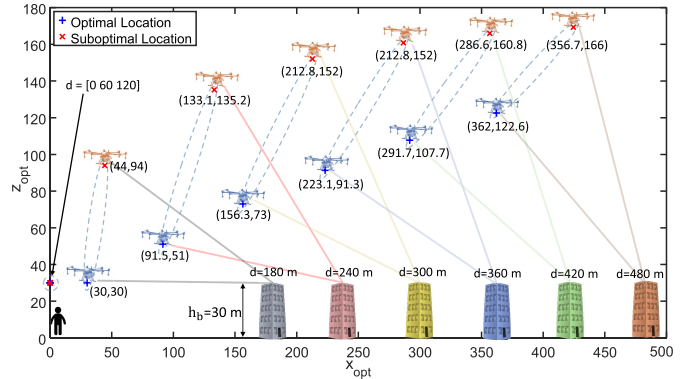 180
160
140
120
100
80
60
40
20
0
z_opt
Optimal Location
Suboptimal Location
d = [0 60 120]
(44,94)
(133.1,135.2)
(212.8,152)
(212.8,152)
(286.6,160.8)
(356.7,166)
(30,30)
(91.5,51)
(156.3,73)
(223.1,91.3)
(291.7,107.7)
(362,122.6)
d=180 m
d=240 m
d=300 m
d=360 m
d=420 m
d=480 m
h_b=30 m
0 50 100 150 200 250 300 350 400 450 500
x_opt